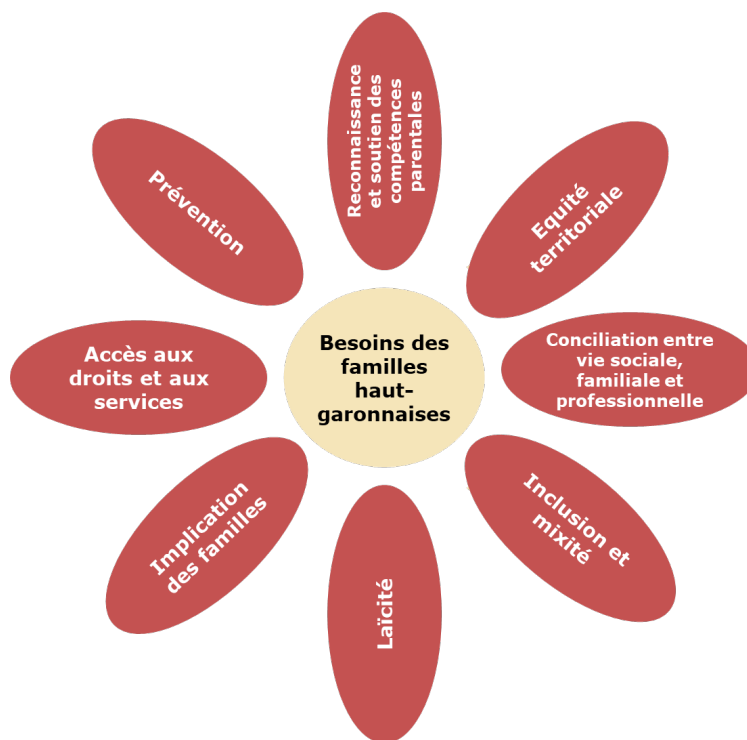 Reconnaissance
et soutien des
compétences
parentales
Equité
territoriale
Conciliation entre
vie sociale,
familiale et
professionnelle
Inclusion et
mixité
Laïcité
Implication
des familles
Accès aux
droits et aux
services
Prévention
Besoins des
familles
haut-
garonnaises